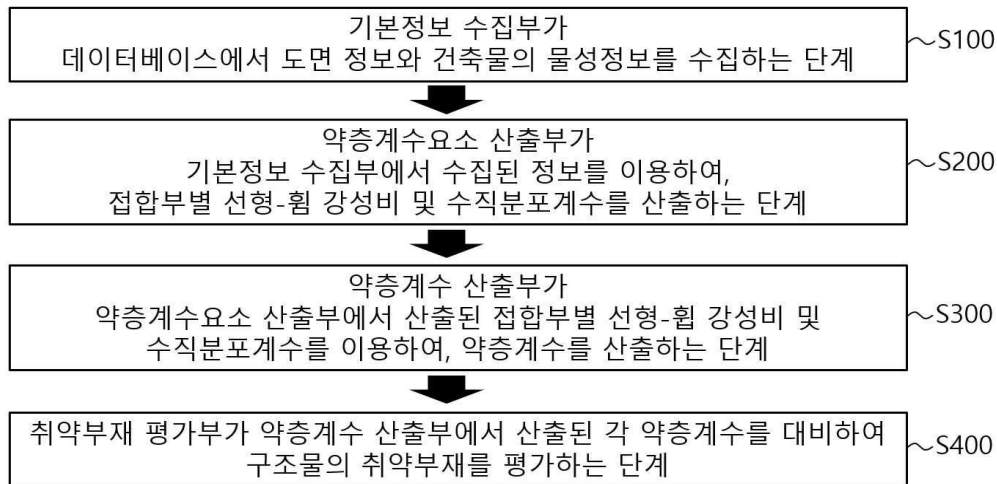 기본정보 수집부가
데이터베이스에서 도면 정보와 건축물의 물성정보를 수집하는 단계
S100
약층계수요소 산출부가
기본정보 수집부에서 수집된 정보를 이용하여,
접합부별 선형-휨 강성비 및 수직분포계수를 산출하는 단계
S200
약층계수 산출부가
약층계수요소 산출부에서 산출된 접합부별 선형-휩 강성비 및
수직분포계수를 이용하여, 약층계수를 산출하는 단계
S300
취약부재 평가부가 약층계수 산출부에서 산출된 각 약층계수를 대비하여
구조물의 취약부재를 평가하는 단계
S400